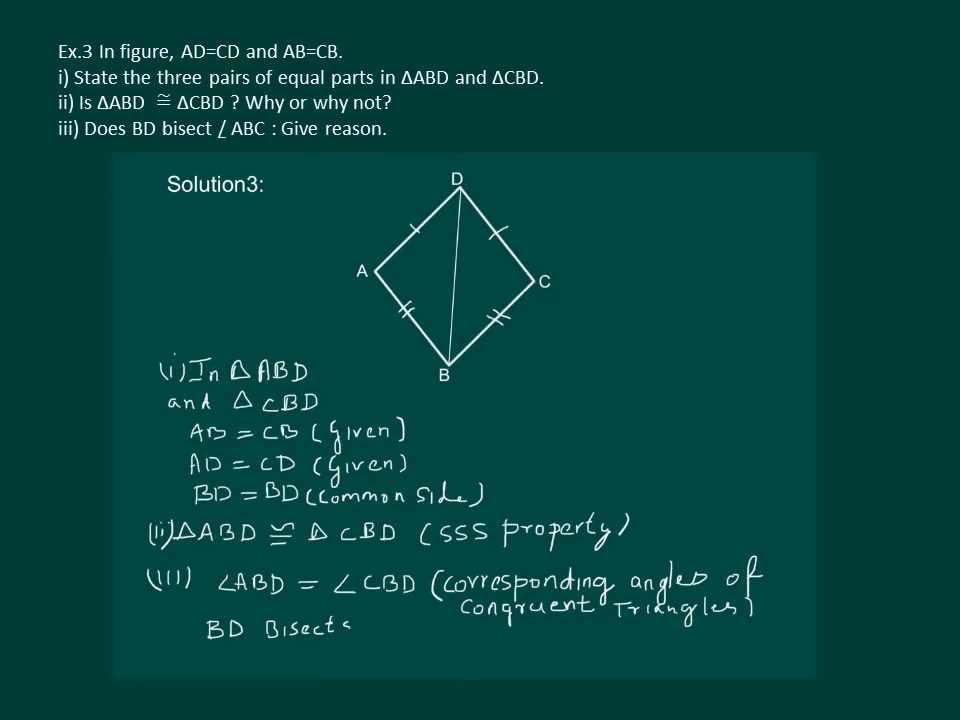 Ex.3 In figure, AD=CD and AB=CB.
i) State the three pairs of equal parts in ΔABD and ΔCBD.
ii) Is ΔABD ≅ ΔCBD ? Why or why not?
iii) Does BD bisect ∠ ABC : Give reason.
Solution3:
D
A
C
B
(i) In Δ ABD
and Δ CBD
AB = CB (Given)
AD = CD (Given)
BD = BD (Common Side)
(ii) ΔABD ≅ Δ CBD (SSS property)
(III) ∠ABD = ∠CBD (Corresponding angles of
Congruent Triangles)
BD Bisects